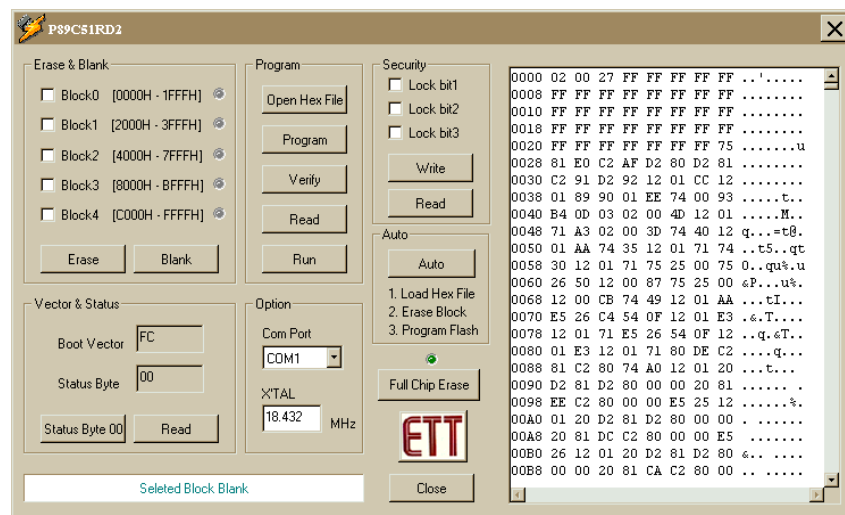 P89C51RD2
Erase & Blank
Block0 [0000H - 1FFFH]
Block1 [2000H - 3FFFH]
Block2 [4000H - 7FFFH]
Block3 [8000H - BFFFH]
Block4 [C000H - FFFFH]
Erase Blank
Vector & Status
Boot Vector FC
Status Byte 00
Status Byte 00 Read
Seleted Block Blank
Program
Open Hex File
Program
Verify
Read
Run
Option
Com Port
COM1
X'TAL
18.432 MHz
Security
Lock bit1
Lock bit2
Lock bit3
Write
Read
Auto
Auto
1. Load Hex File
2. Erase Block
3. Program Flash
Full Chip Erase
ETT
Close
0000 02 00 27 FF FF FF FF FF ..'.....
0008 FF FF FF FF FF FF FF FF ........
0010 FF FF FF FF FF FF FF FF ........
0018 FF FF FF FF FF FF FF FF ........
0020 FF FF FF FF FF FF FF 75 .......u
0028 81 E0 C2 AF D2 80 D2 81 ........
0030 C2 91 D2 92 12 01 CC 12 ........
0038 01 89 90 01 EE 74 00 93 .....t..
0040 B4 0D 03 02 00 4D 12 01 .....M..
0048 71 A3 02 00 3D 74 40 12 q...=t@.
0050 01 AA 74 35 12 01 71 74 ..t5..qt
0058 30 12 01 71 75 25 00 75 0..qu%.u
0060 26 50 12 00 87 75 25 00 &P...u%.
0068 12 00 CB 74 49 12 01 AA ...tI...
0070 E5 26 C4 54 0F 12 01 E3 .&.T....
0078 12 01 71 E5 26 54 0F 12 ..q.&T..
0080 01 E3 12 01 71 80 DE C2 ....q...
0088 81 C2 80 74 A0 12 01 20 ...t...
0090 D2 81 D2 80 00 00 20 81 ...... .
0098 EE C2 80 00 00 E5 25 12 ......%.
00A0 01 20 D2 81 D2 80 00 00 . ......
00A8 20 81 DC C2 80 00 00 E5 .......
00B0 26 12 01 20 D2 81 D2 80 &.. ....
00B8 00 00 20 81 CA C2 80 00 .. .....